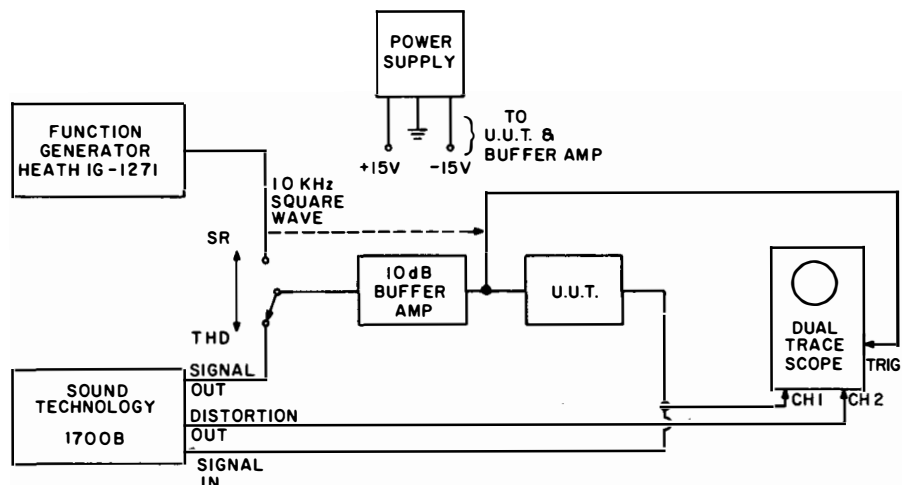 POWER
SUPPLY
TO
U.U.T. &
BUFFER AMP
+15V
-15V
FUNCTION
GENERATOR
HEATH IG-1271
10 KHz
SQUARE
WAVE
SR
THD
10dB
BUFFER
AMP
U.U.T.
DUAL
TRACE
SCOPE
TRIG
CH1
CH2
SOUND
TECHNOLOGY
1700B
SIGNAL
OUT
DISTORTION
OUT
SIGNAL
IN